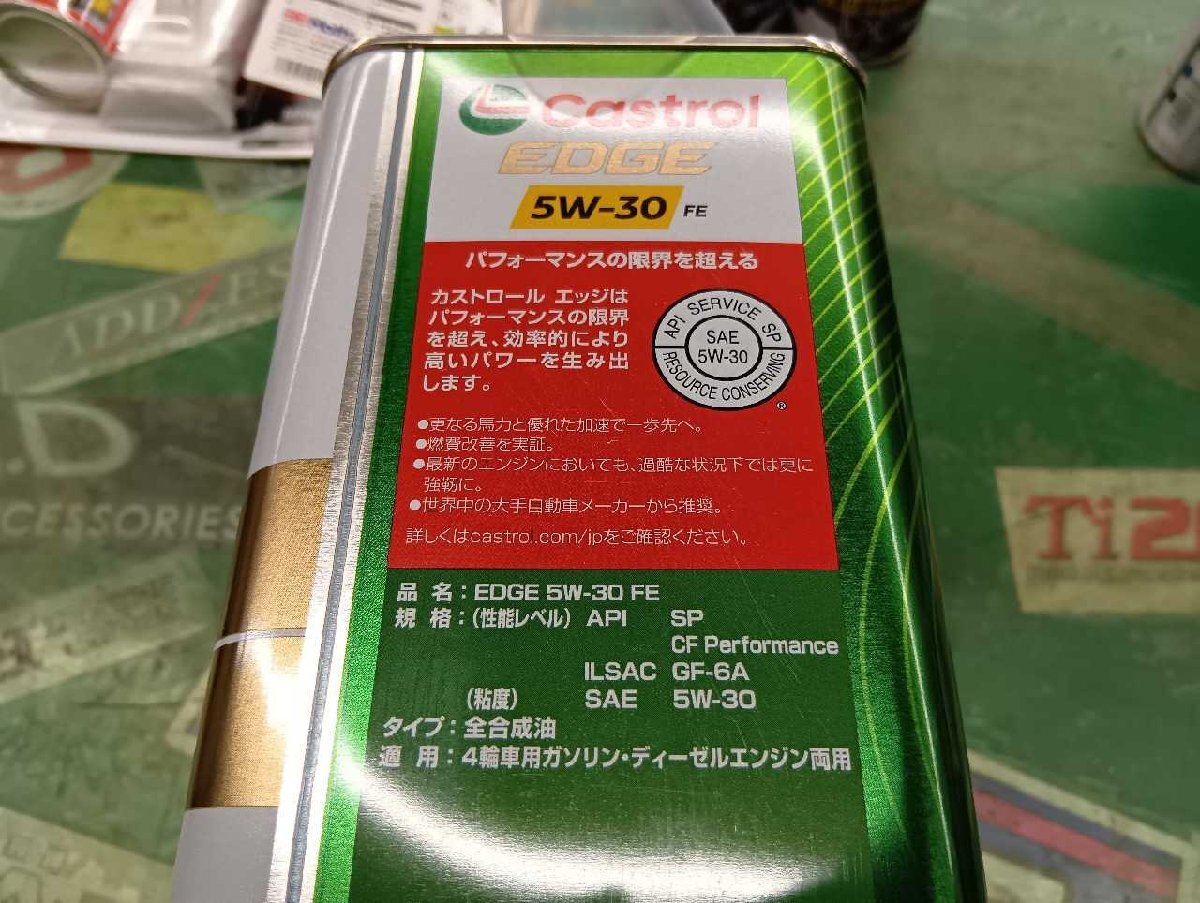 Castrol
EDGE
5W-30 FE
パフォーマンスの限界を超える
カストロール エッジは
パフォーマンスの限界
を超え、効率的により
高いパワーを生み出
します。
API SERVICE SP
SAE
5W-30
RESOURCE CONSERVING
®
●更なる馬力と優れた加速で一歩先へ。
●燃費改善を実証。
●最新のエンジンにおいても、過酷な状況下では更に
強靭に。
●世界中の大手自動車メーカーから推奨。
詳しくはcastrol.com/jpをご確認ください。
品 名：EDGE 5W-30 FE
規 格：（性能レベル） API SP
CF Performance
ILSAC GF-6A
（粘度） SAE 5W-30
タイプ：全合成油
適 用：4輪車用ガソリン・ディーゼルエンジン両用
ADDZEST
.D
CESSORIES
Ti2